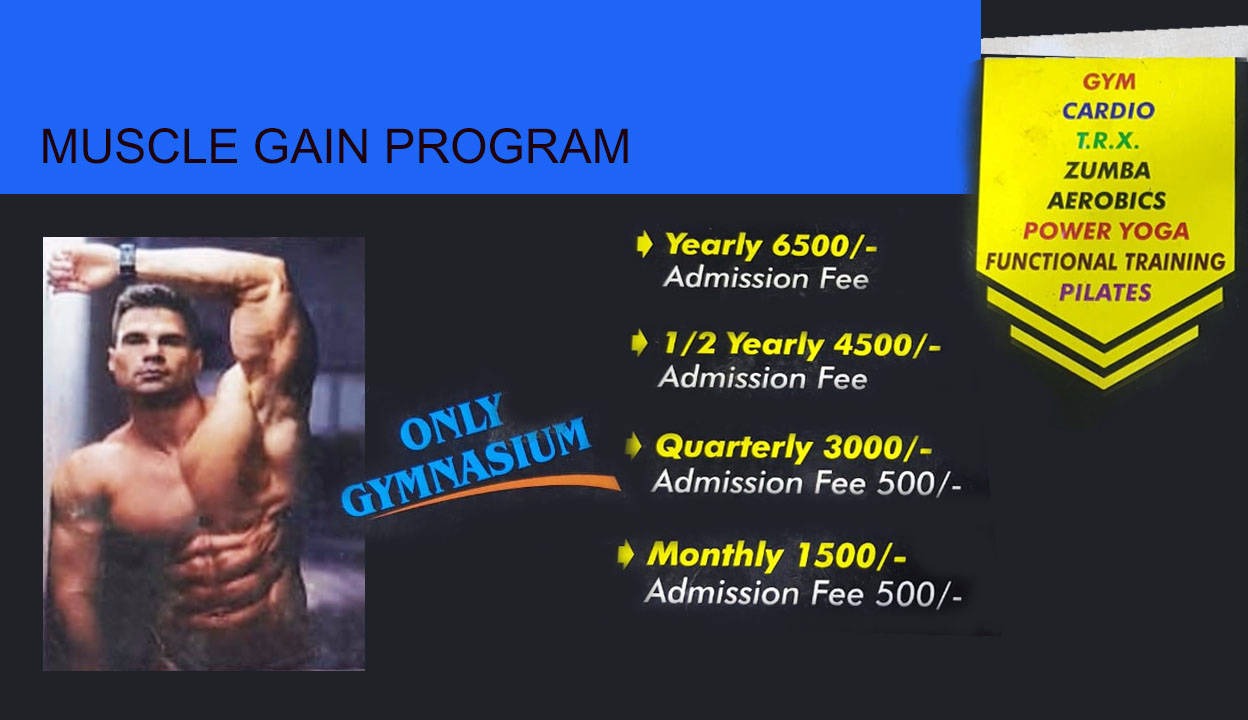 MUSCLE GAIN PROGRAM
GYM
CARDIO
T.R.X.
ZUMBA
AEROBICS
POWER YOGA
FUNCTIONAL TRAINING
PILATES
ONLY
GYMNASIUM
Yearly 6500/-
Admission Fee
1/2 Yearly 4500/-
Admission Fee
Quarterly 3000/-
Admission Fee 500/-
Monthly 1500/-
Admission Fee 500/-